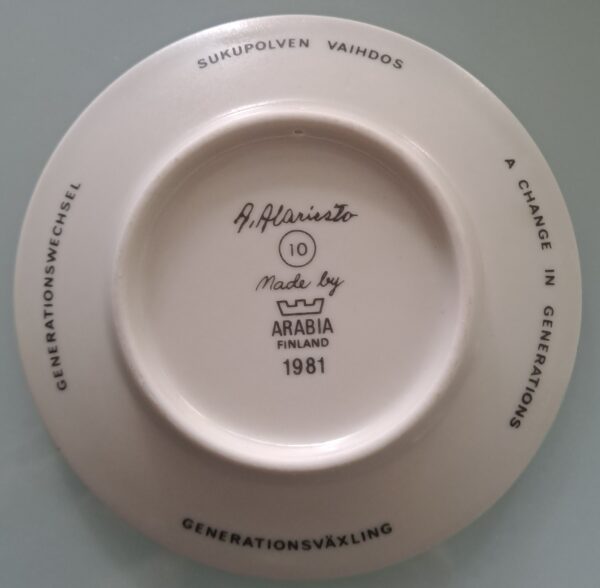 SUKUPOLVEN VAIHDOS
A CHANGE IN GENERATIONS
GENERATIONSVÄXLING
GENERATIONSWECHSEL
A. Alariesto
10
Made by
ARABIA
FINLAND
1981